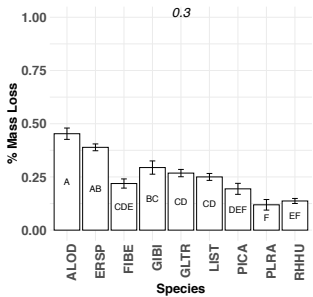 0.3
1.00
0.75
0.50
0.25
0.00
% Mass Loss
A
AB
CDE
BC
CD
CD
DEF
F
EF
ALOD
ERSP
FIBE
GIBI
GLTR
LIST
PICA
PLRA
RHHU
Species